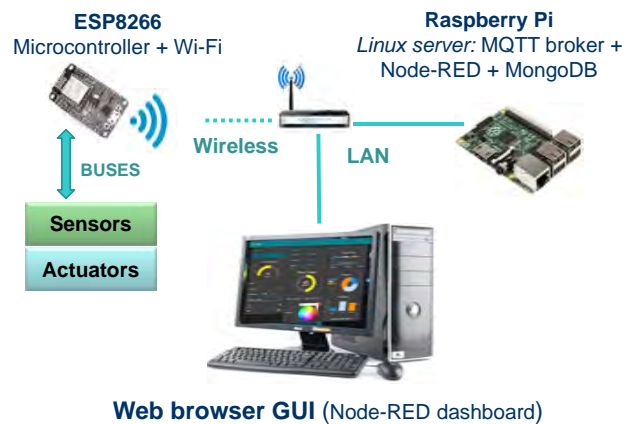 ESP8266
Microcontroller + Wi-Fi
Raspberry Pi
Linux server: MQTT broker +
Node-RED + MongoDB
Wireless
LAN
BUSES
Sensors
Actuators
Web browser GUI (Node-RED dashboard)